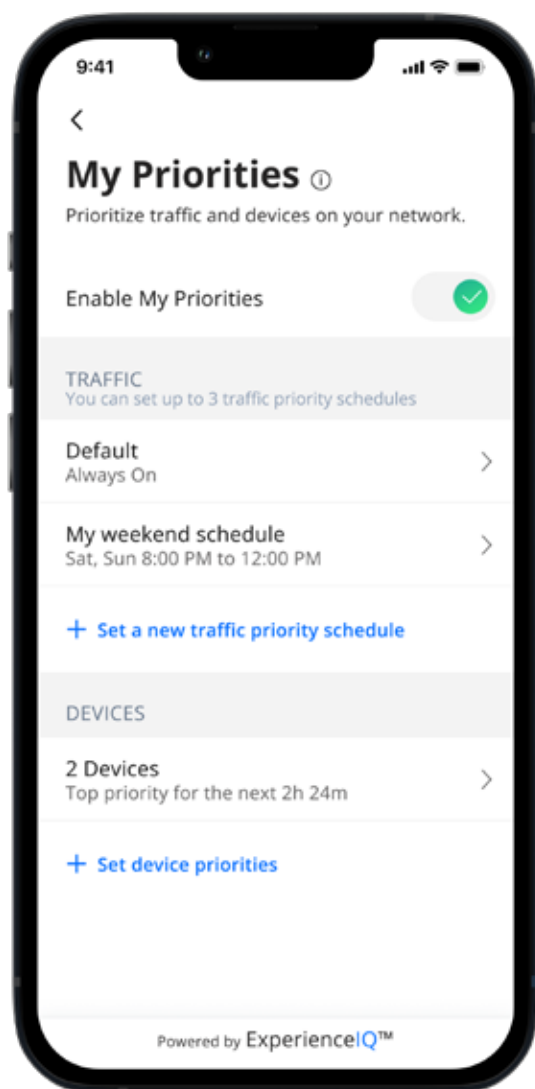 9:41
My Priorities
Prioritize traffic and devices on your network.
Enable My Priorities
TRAFFIC
You can set up to 3 traffic priority schedules
Default
Always On
My weekend schedule
Sat, Sun 8:00 PM to 12:00 PM
+ Set a new traffic priority schedule
DEVICES
2 Devices
Top priority for the next 2h 24m
+ Set device priorities
Powered by ExperienceIQ™